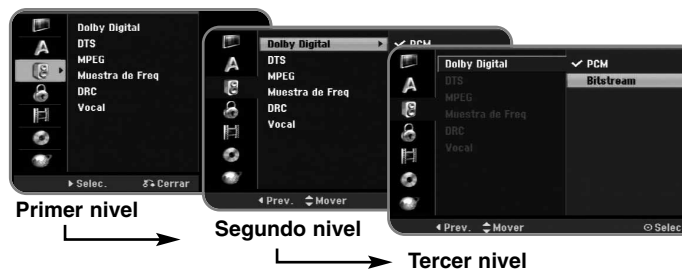 Dolby Digital
DTS
MPEG
Muestra de Freq
DRC
Vocal
Selec. Cerrar
Primer nivel
Dolby Digital PCM
DTS
MPEG
Muestra de Freq
DRC
Vocal
Prev. Mover
Segundo nivel
Dolby Digital PCM
DTS Bitstream
MPEG
Muestra de Freq
DRC
Vocal
Prev. Mover Selec
Tercer nivel